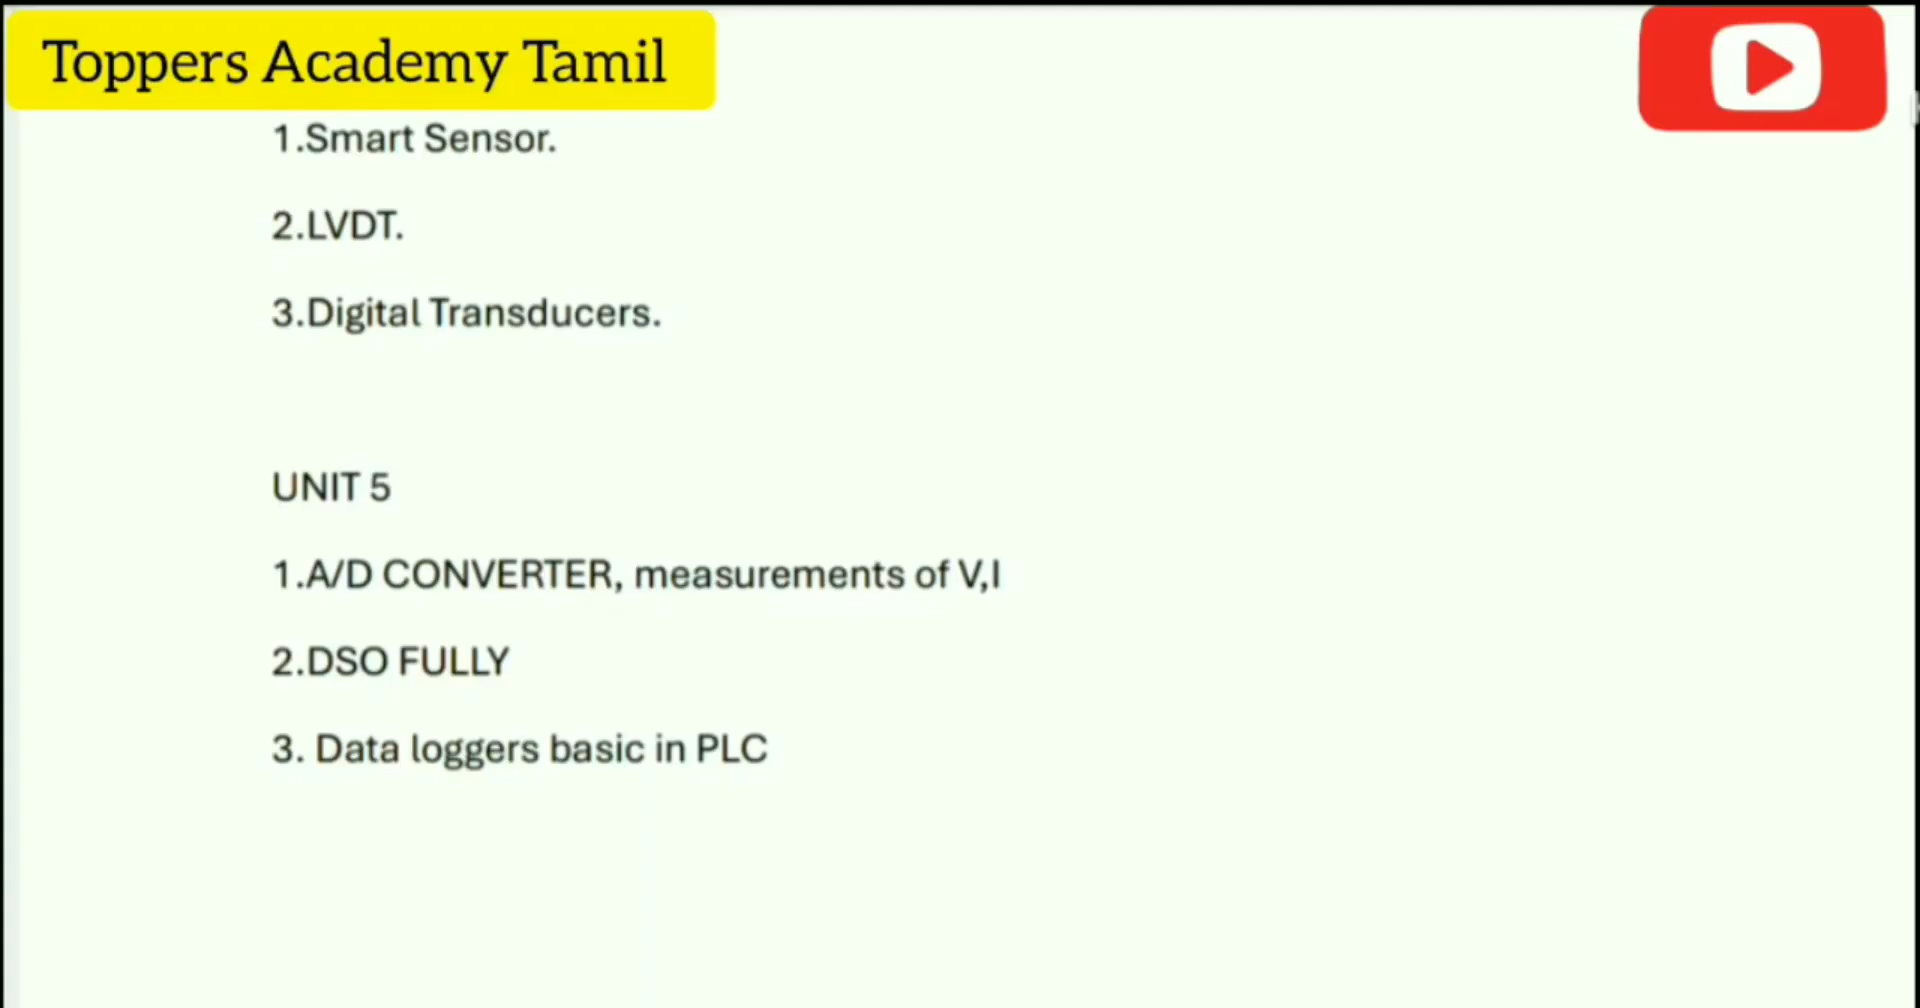 Toppers Academy Tamil
1.Smart Sensor.
2.LVDT.
3.Digital Transducers.
UNIT 5
1.A/D CONVERTER, measurements of V,I
2.DSO FULLY
3. Data loggers basic in PLC